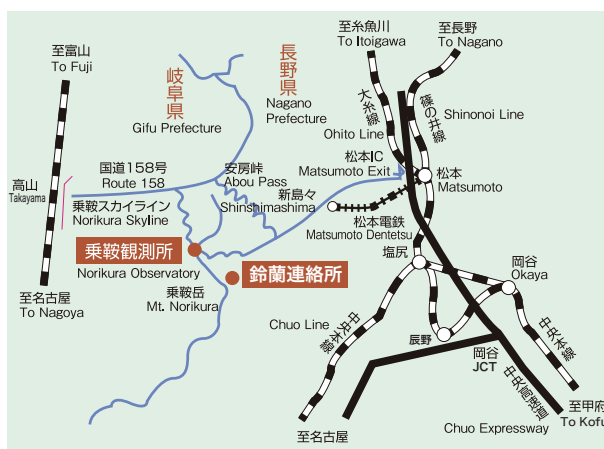 至富山
To Fuji
岐阜県
Gifu Prefecture
長野県
Nagano
Prefecture
至糸魚川
To Itoigawa
至長野
To Nagano
大糸線
Ohito Line
篠の井線
Shinonoi Line
松本IC
Matsumoto Exit
松本
Matsumoto
国道158号
Route 158
安房峠
Abou Pass
新島々
Shinshimashima
高山
Takayama
乗鞍スカイライン
Norikura Skyline
松本電鉄
Matsumoto Dentetsu
塩尻
乗鞍観測所
Norikura Observatory
鈴蘭連絡所
岡谷
Okaya
至名古屋
To Nagoya
乗鞍岳
Mt. Norikura
Chuo Line
中央本線
辰野
岡谷
JCT
中央本線
中央高速道
至甲府
To Kofu
至名古屋
Chuo Expressway